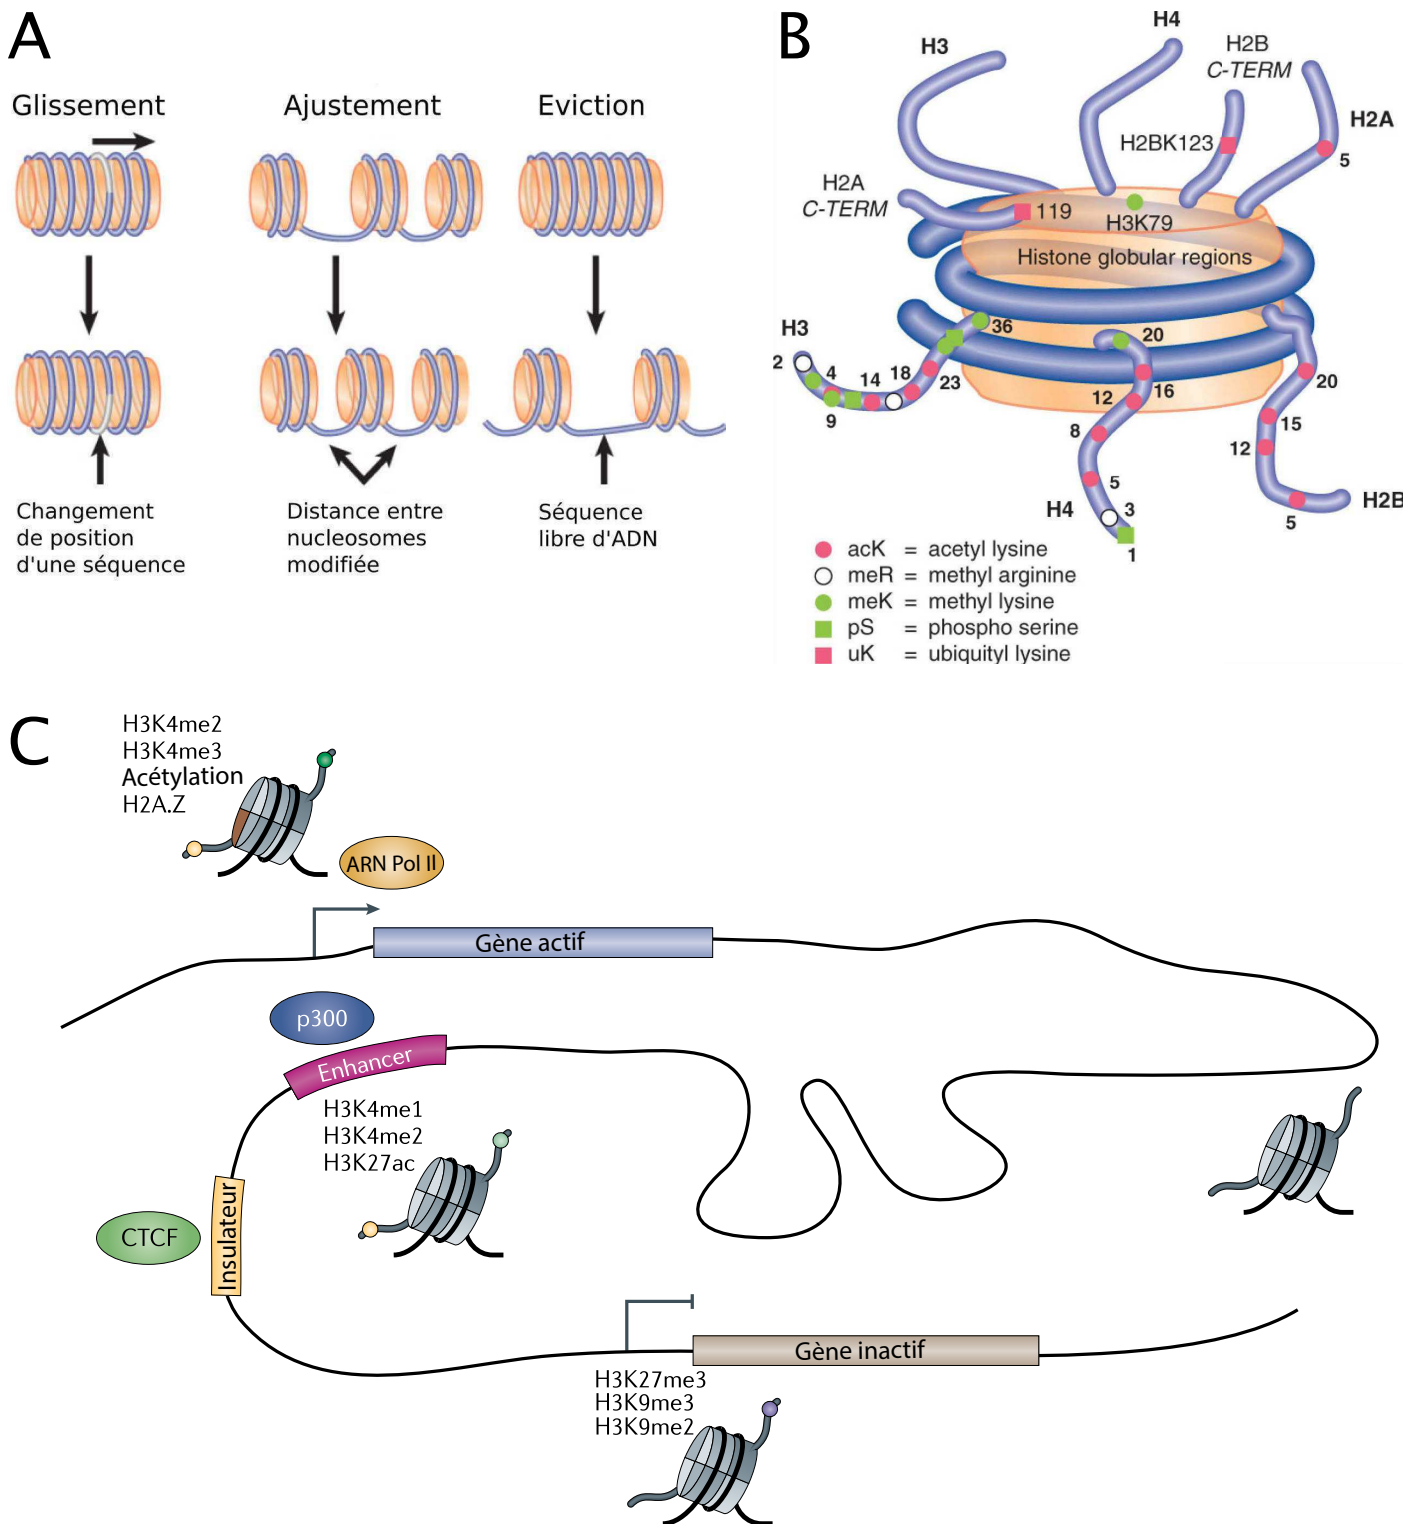 A
Glissement
Ajustement
Eviction
Changement
de position
d'une séquence
Distance entre
nucleosomes
modifiée
Séquence
libre d'ADN
B
H3
H4
H2B
C-TERM
H2A
H2BK123
5
H2A
C-TERM
119
H3K79
Histone globular regions
H3
2
4
9
14
18
23
36
20
16
12
8
5
H4
3
1
20
15
12
5
H2B
acK = acetyl lysine
meR = methyl arginine
meK = methyl lysine
pS = phospho serine
uK = ubiquityl lysine
C
H3K4me2
H3K4me3
Acétylation
H2A.Z
ARN Pol II
Gène actif
p300
Enhancer
H3K4me1
H3K4me2
H3K27ac
CTCF
Insulateur
Gène inactif
H3K27me3
H3K9me3
H3K9me2